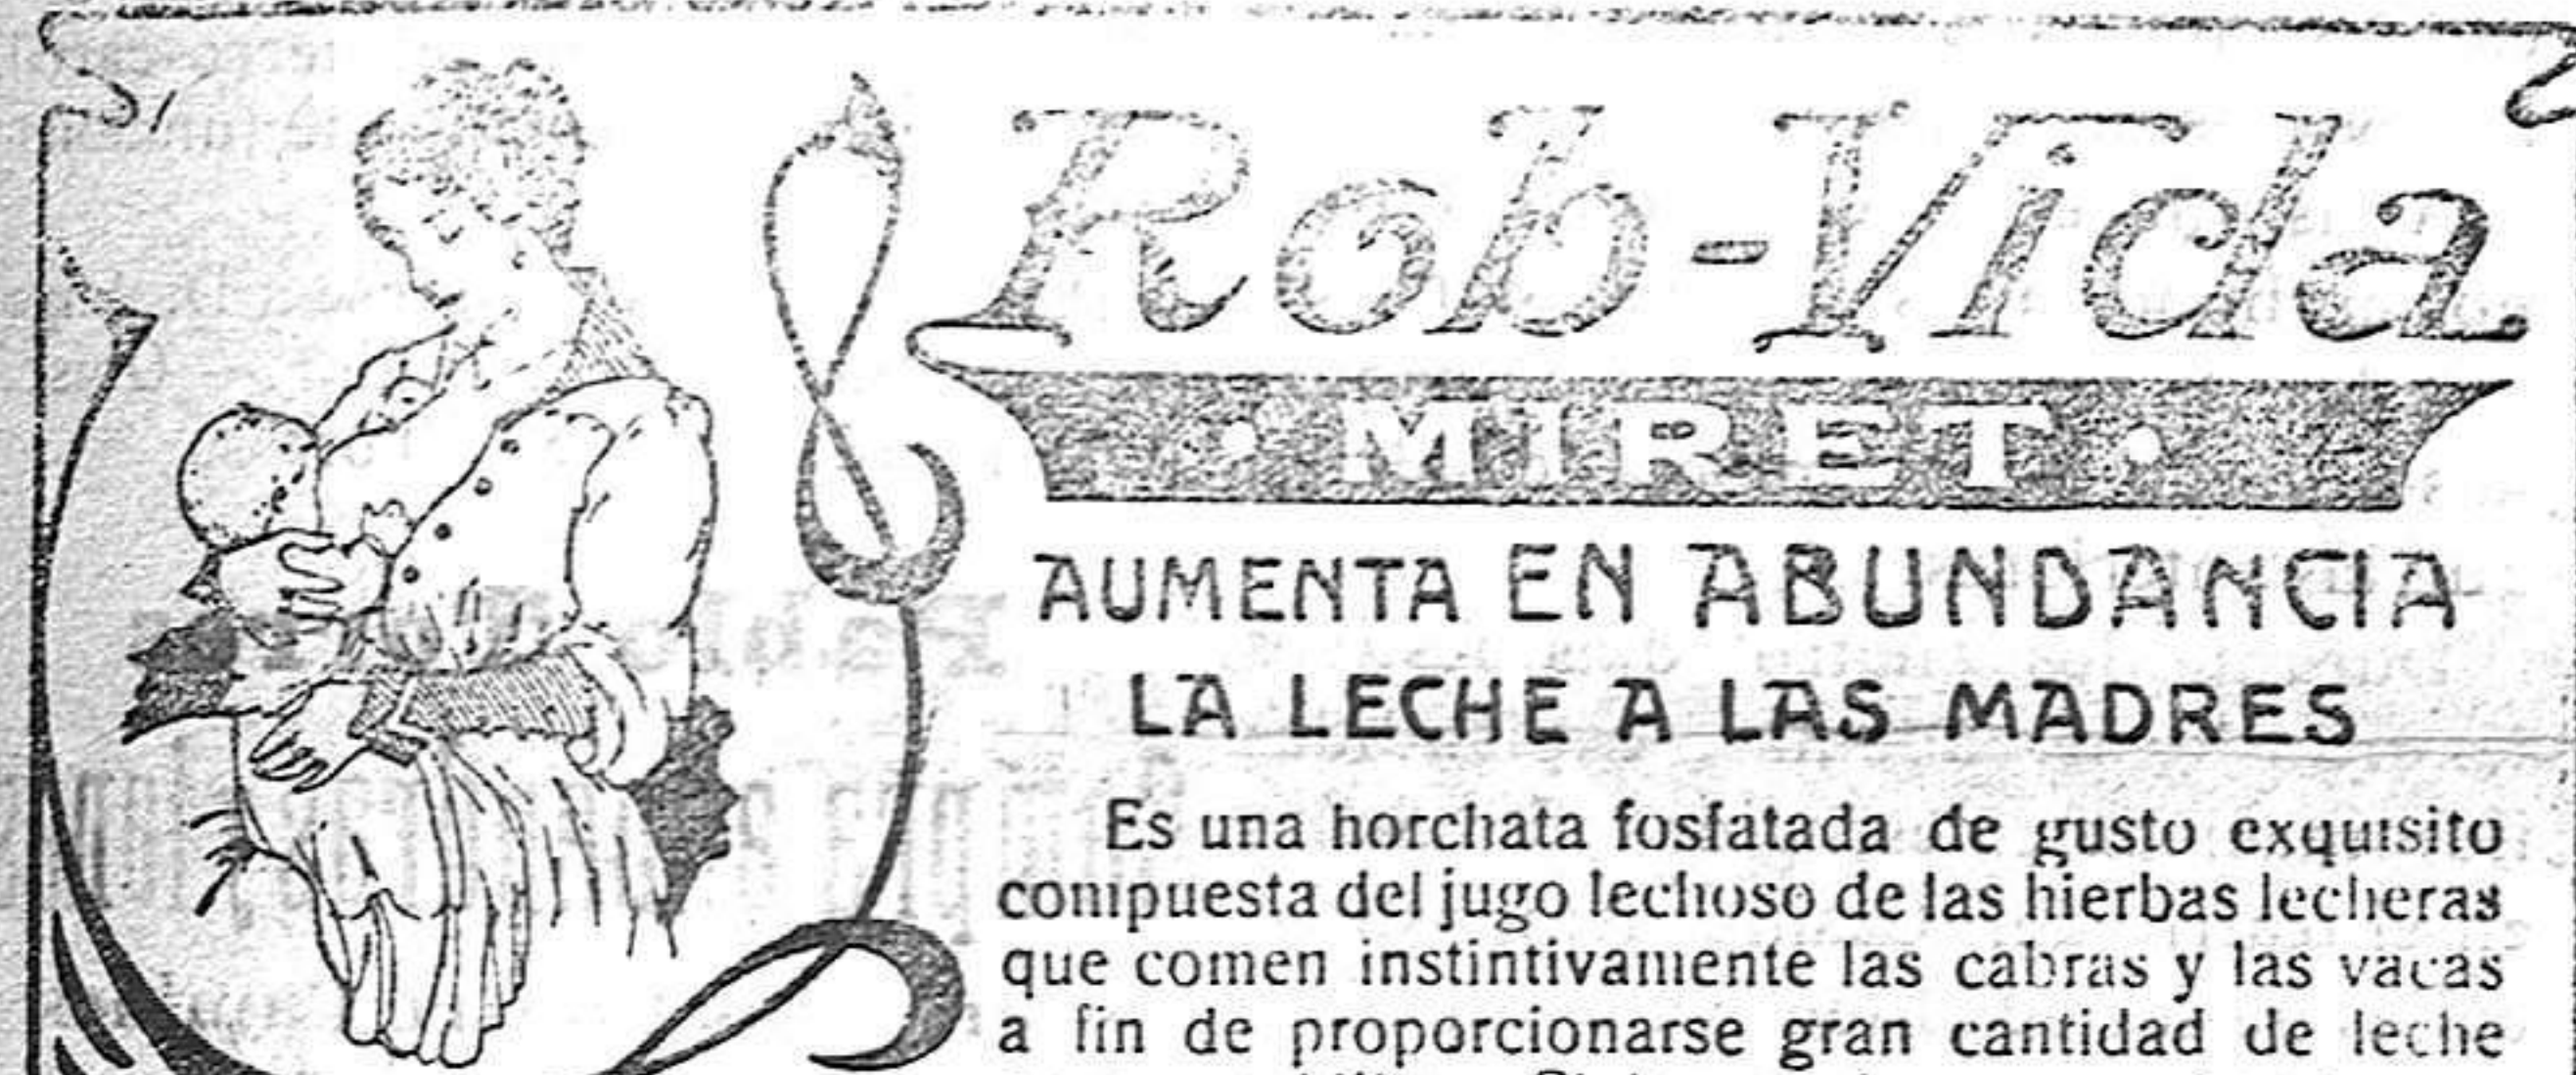 Rob-Vida
· MIRET ·
AUMENTA EN ABUNDANCIA
LA LECHE A LAS MADRES
Es una horchata fosfatada de gusto exquisito
compuesta del jugo lechoso de las hierbas lecheras
que comen instintivamente las cabras y las vacas
a fin de proporcionarse gran cantidad de leche